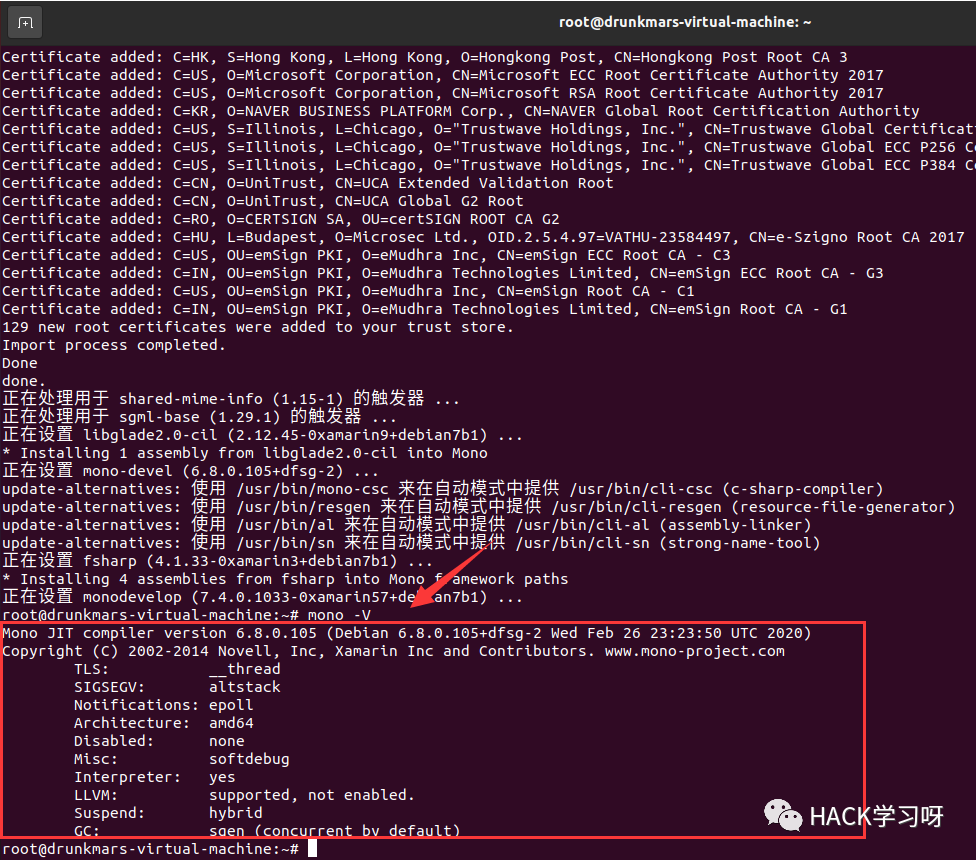 root@drunkmars-virtual-machine: ~
Certificate added: C=HK, S=Hong Kong, L=Hong Kong, O=Hongkong Post, CN=Hongkong Post Root CA 3
Certificate added: C=US, O=Microsoft Corporation, CN=Microsoft ECC Root Certificate Authority 2017
Certificate added: C=US, O=Microsoft Corporation, CN=Microsoft RSA Root Certificate Authority 2017
Certificate added: C=KR, O=NAVER BUSINESS PLATFORM Corp., CN=NAVER Global Root Certification Authority
Certificate added: C=US, S=Illinois, L=Chicago, O="Trustwave Holdings, Inc.", CN=Trustwave Global Certificat
Certificate added: C=US, S=Illinois, L=Chicago, O="Trustwave Holdings, Inc.", CN=Trustwave Global ECC P256 C
Certificate added: C=US, S=Illinois, L=Chicago, O="Trustwave Holdings, Inc.", CN=Trustwave Global ECC P384 C
Certificate added: C=CN, O=UniTrust, CN=UCA Extended Validation Root
Certificate added: C=CN, O=UniTrust, CN=UCA Global G2 Root
Certificate added: C=RO, O=CERTSIGN SA, OU=certSIGN ROOT CA G2
Certificate added: C=HU, L=Budapest, O=Microsec Ltd., OID.2.5.4.97=VATHU-23584497, CN=e-Szigno Root CA 2017
Certificate added: C=US, OU=emSign PKI, O=eMudhra Inc, CN=emSign ECC Root CA - C3
Certificate added: C=IN, OU=emSign PKI, O=eMudhra Technologies Limited, CN=emSign ECC Root CA - G3
Certificate added: C=US, OU=emSign PKI, O=eMudhra Inc, CN=emSign Root CA - C1
Certificate added: C=IN, OU=emSign PKI, O=eMudhra Technologies Limited, CN=emSign Root CA - G1
129 new root certificates were added to your trust store.
Import process completed.
Done
done.
正在处理用于 shared-mime-info (1.15-1) 的触发器 ...
正在处理用于 sgml-base (1.29.1) 的触发器 ...
正在设置 libglade2.0-cil (2.12.45-0xamarin9+debian7b1) ...
* Installing 1 assembly from libglade2.0-cil into Mono
正在设置 mono-devel (6.8.0.105+dfsg-2) ...
update-alternatives: 使用 /usr/bin/mono-csc 来在自动模式中提供 /usr/bin/cli-csc (c-sharp-compiler)
update-alternatives: 使用 /usr/bin/resgen 来在自动模式中提供 /usr/bin/cli-resgen (resource-file-generator)
update-alternatives: 使用 /usr/bin/al 来在自动模式中提供 /usr/bin/cli-al (assembly-linker)
update-alternatives: 使用 /usr/bin/sn 来在自动模式中提供 /usr/bin/cli-sn (strong-name-tool)
正在设置 fsharp (4.1.33-0xamarin3+debian7b1) ...
* Installing 4 assemblies from fsharp into Mono framework paths
正在设置 monodevelop (7.4.0.1033-0xamarin57+debian7b1) ...
root@drunkmars-virtual-machine:~# mono -V
Mono JIT compiler version 6.8.0.105 (Debian 6.8.0.105+dfsg-2 Wed Feb 26 23:23:50 UTC 2020)
Copyright (C) 2002-2014 Novell, Inc, Xamarin Inc and Contributors. www.mono-project.com
TLS: __thread
SIGSEGV: altstack
Notifications: epoll
Architecture: amd64
Disabled: none
Misc: softdebug
Interpreter: yes
LLVM: supported, not enabled.
Suspend: hybrid
GC: sgen (concurrent by default)
root@drunkmars-virtual-machine:~#
HACK学习呀